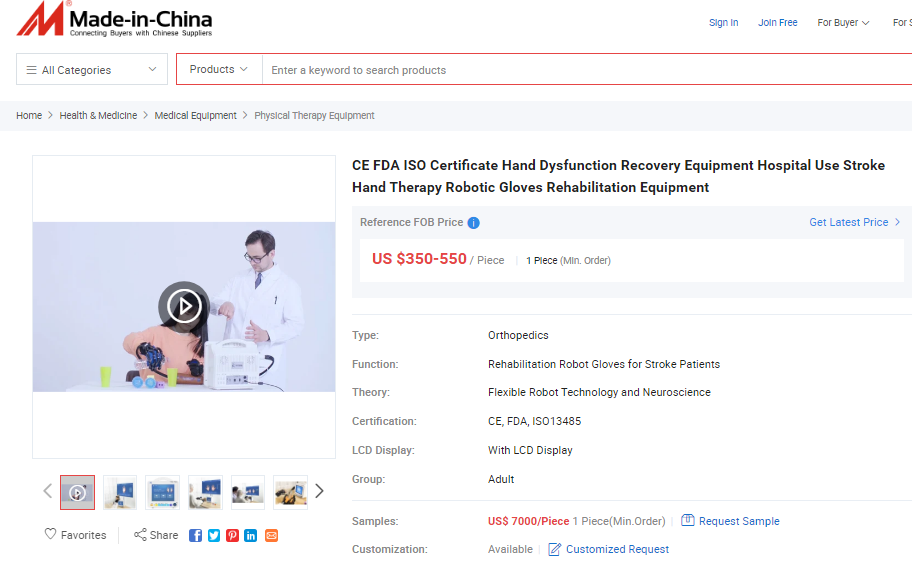 Made-in-China
Connecting Buyers with Chinese Suppliers
Sign In
Join Free
For Buyer
For S
All Categories
Products
Enter a keyword to search products
Home > Health & Medicine > Medical Equipment > Physical Therapy Equipment
CE FDA ISO Certificate Hand Dysfunction Recovery Equipment Hospital Use Stroke
Hand Therapy Robotic Gloves Rehabilitation Equipment
Reference FOB Price
Get Latest Price >
US $350-550 / Piece
1 Piece (Min. Order)
Type: Orthopedics
Function: Rehabilitation Robot Gloves for Stroke Patients
Theory: Flexible Robot Technology and Neuroscience
Certification: CE, FDA, ISO13485
LCD Display: With LCD Display
Group: Adult
Samples: US$ 7000/Piece 1 Piece(Min.Order) Request Sample
Customization: Available Customized Request
Favorites
Share